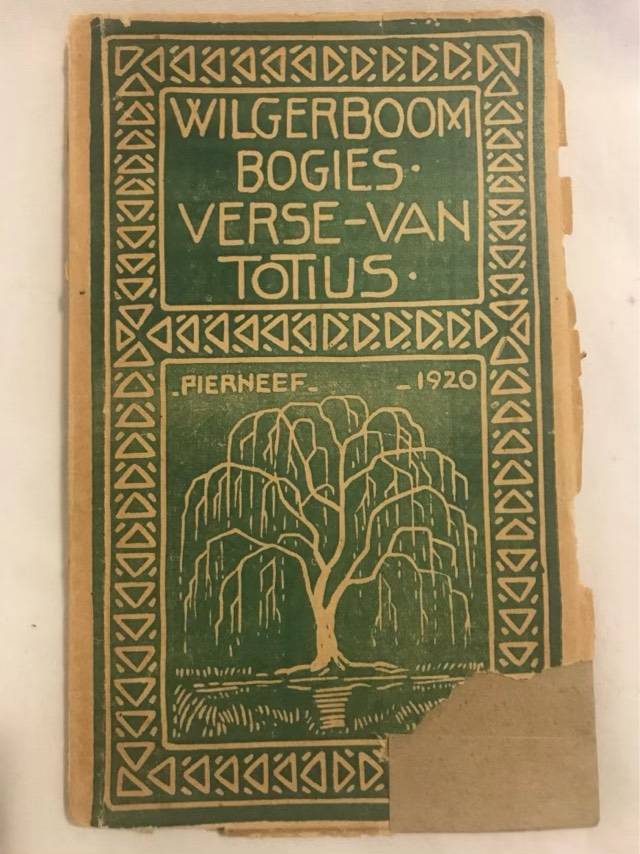 WILGERBOOM
BOGIES·
VERSE-VAN
TOTIUS·
-PIERNEEF- -1920